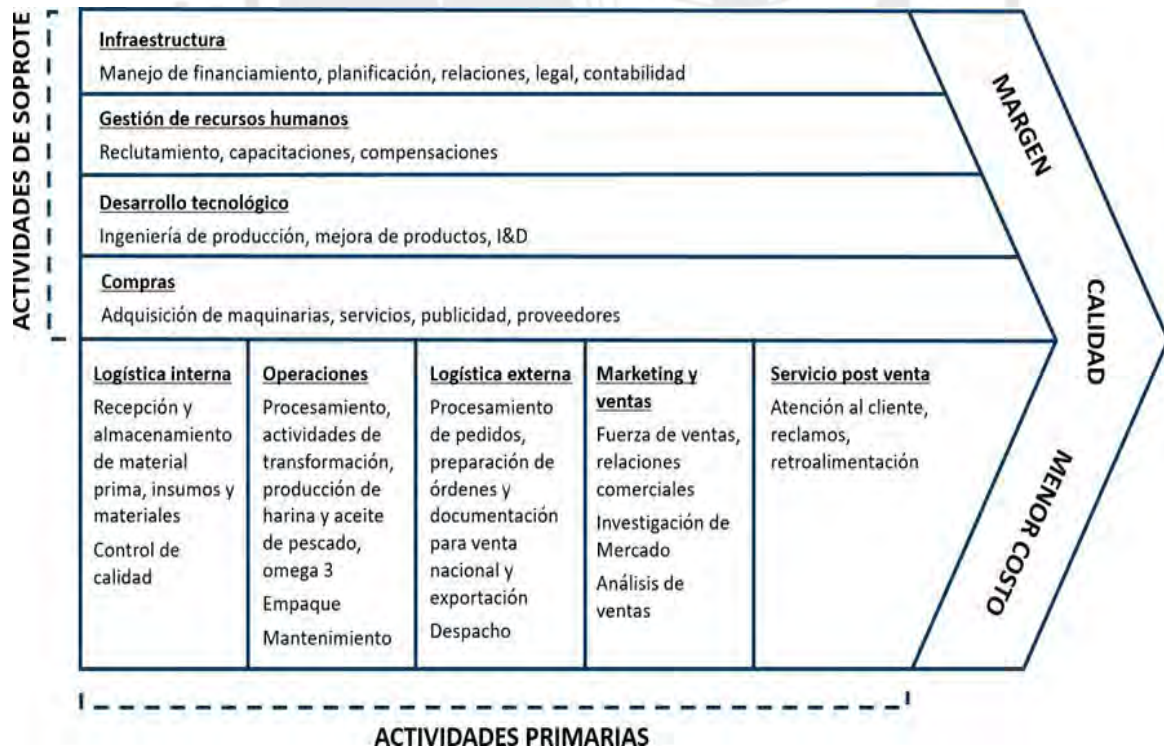 ACTIVIDADES DE SOPROTE
Infraestructura
Manejo de financiamiento, planificación, relaciones, legal, contabilidad
Gestión de recursos humanos
Reclutamiento, capacitaciones, compensaciones
Desarrollo tecnológico
Ingeniería de producción, mejora de productos, I&D
Compras
Adquisición de maquinarias, servicios, publicidad, proveedores
Logística interna
Recepción y
almacenamiento
de material
prima, insumos y
materiales
Control de
calidad
Operaciones
Procesamiento,
actividades de
transformación,
producción de
harina y aceite
de pescado,
omega 3
Empaque
Mantenimiento
Logística externa
Procesamiento
de pedidos,
preparación de
órdenes y
documentación
para venta
nacional y
exportación
Despacho
Marketing y
ventas
Fuerza de ventas,
relaciones
comerciales
Investigación de
Mercado
Análisis de
ventas
Servicio post venta
Atención al cliente,
reclamos,
retroalimentación
MARGEN
CALIDAD
MENOR COSTO
ACTIVIDADES PRIMARIAS